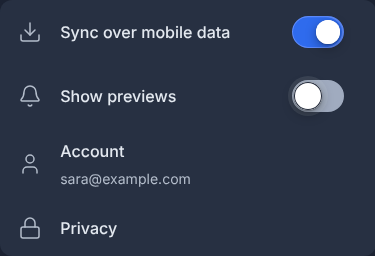 Sync over mobile data
Show previews
Account
sara@example.com
Privacy